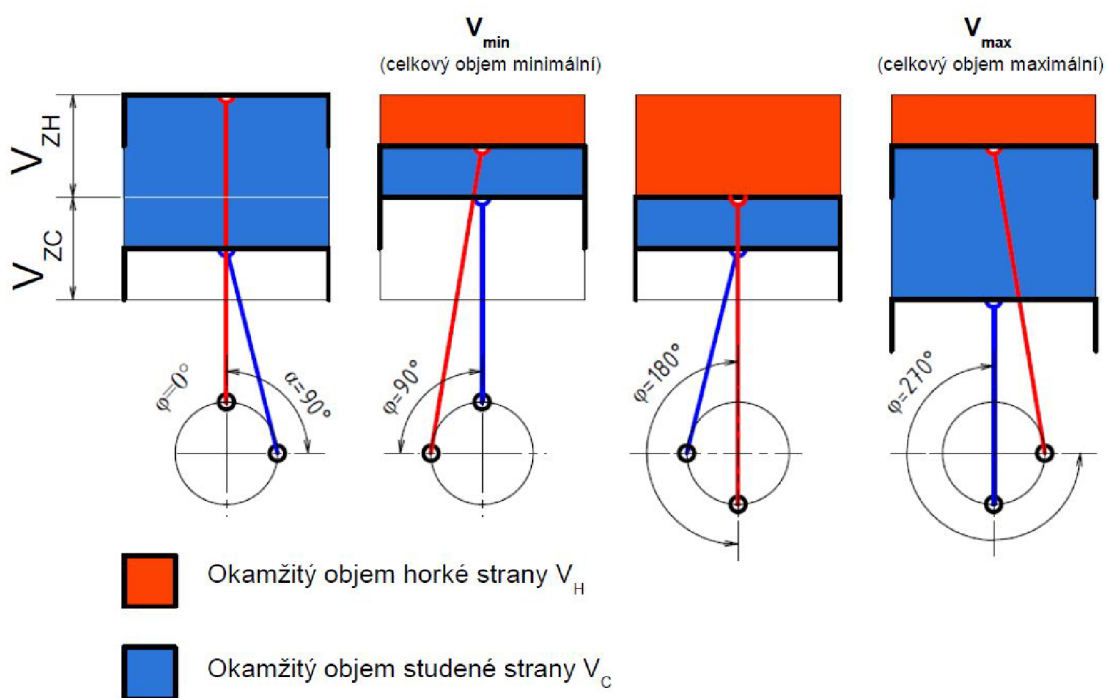 V_min
(celkový objem minimální)
V_max
(celkový objem maximální)
V_ZH
V_ZC
φ=0°
α=90°
φ=90°
φ=180°
φ=270°
Okamžitý objem horké strany V_H
Okamžitý objem studené strany V_C